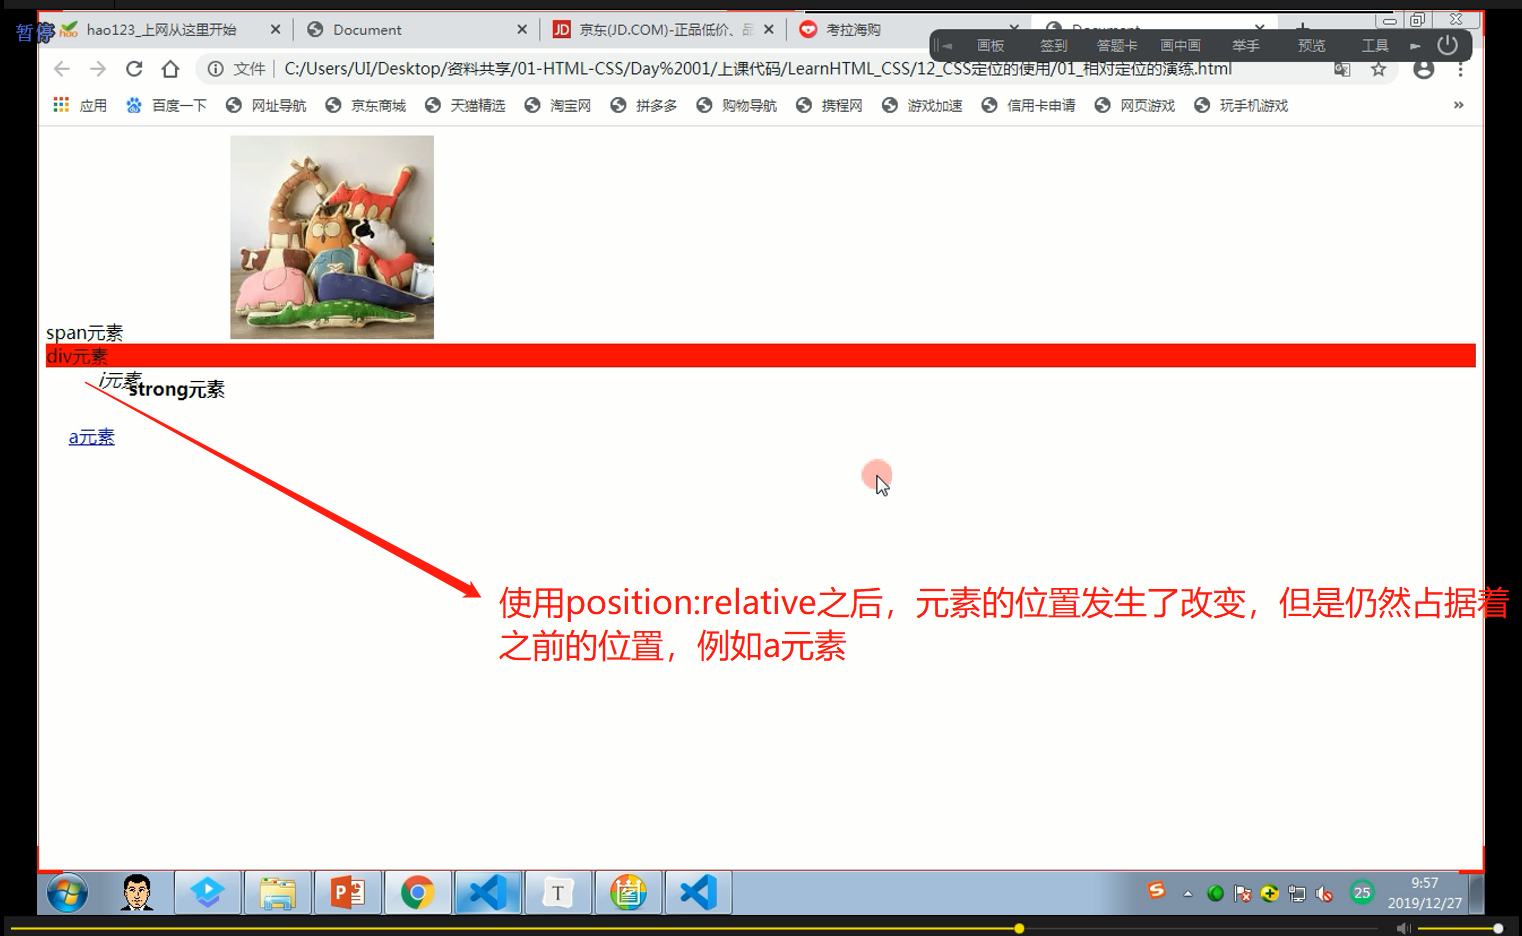 暂停
hao123_上网从这里开始
Document
京东(JD.COM)-正品低价、品
考拉海购
Document
画板 签到 答题卡 画中画 举手 预览 工具
文件 C:/Users/UI/Desktop/资料共享/01-HTML-CSS/Day%2001/上课代码/LearnHTML_CSS/12_CSS定位的使用/01_相对定位的演练.html
应用 百度一下 网址导航 京东商城 天猫精选 淘宝网 拼多多 购物导航 携程网 游戏加速 信用卡申请 网页游戏 玩手机游戏 »
span元素
div元素
i元素
strong元素
a元素
使用position:relative之后，元素的位置发生了改变，但是仍然占据着
之前的位置，例如a元素
25
9:57
2019/12/27